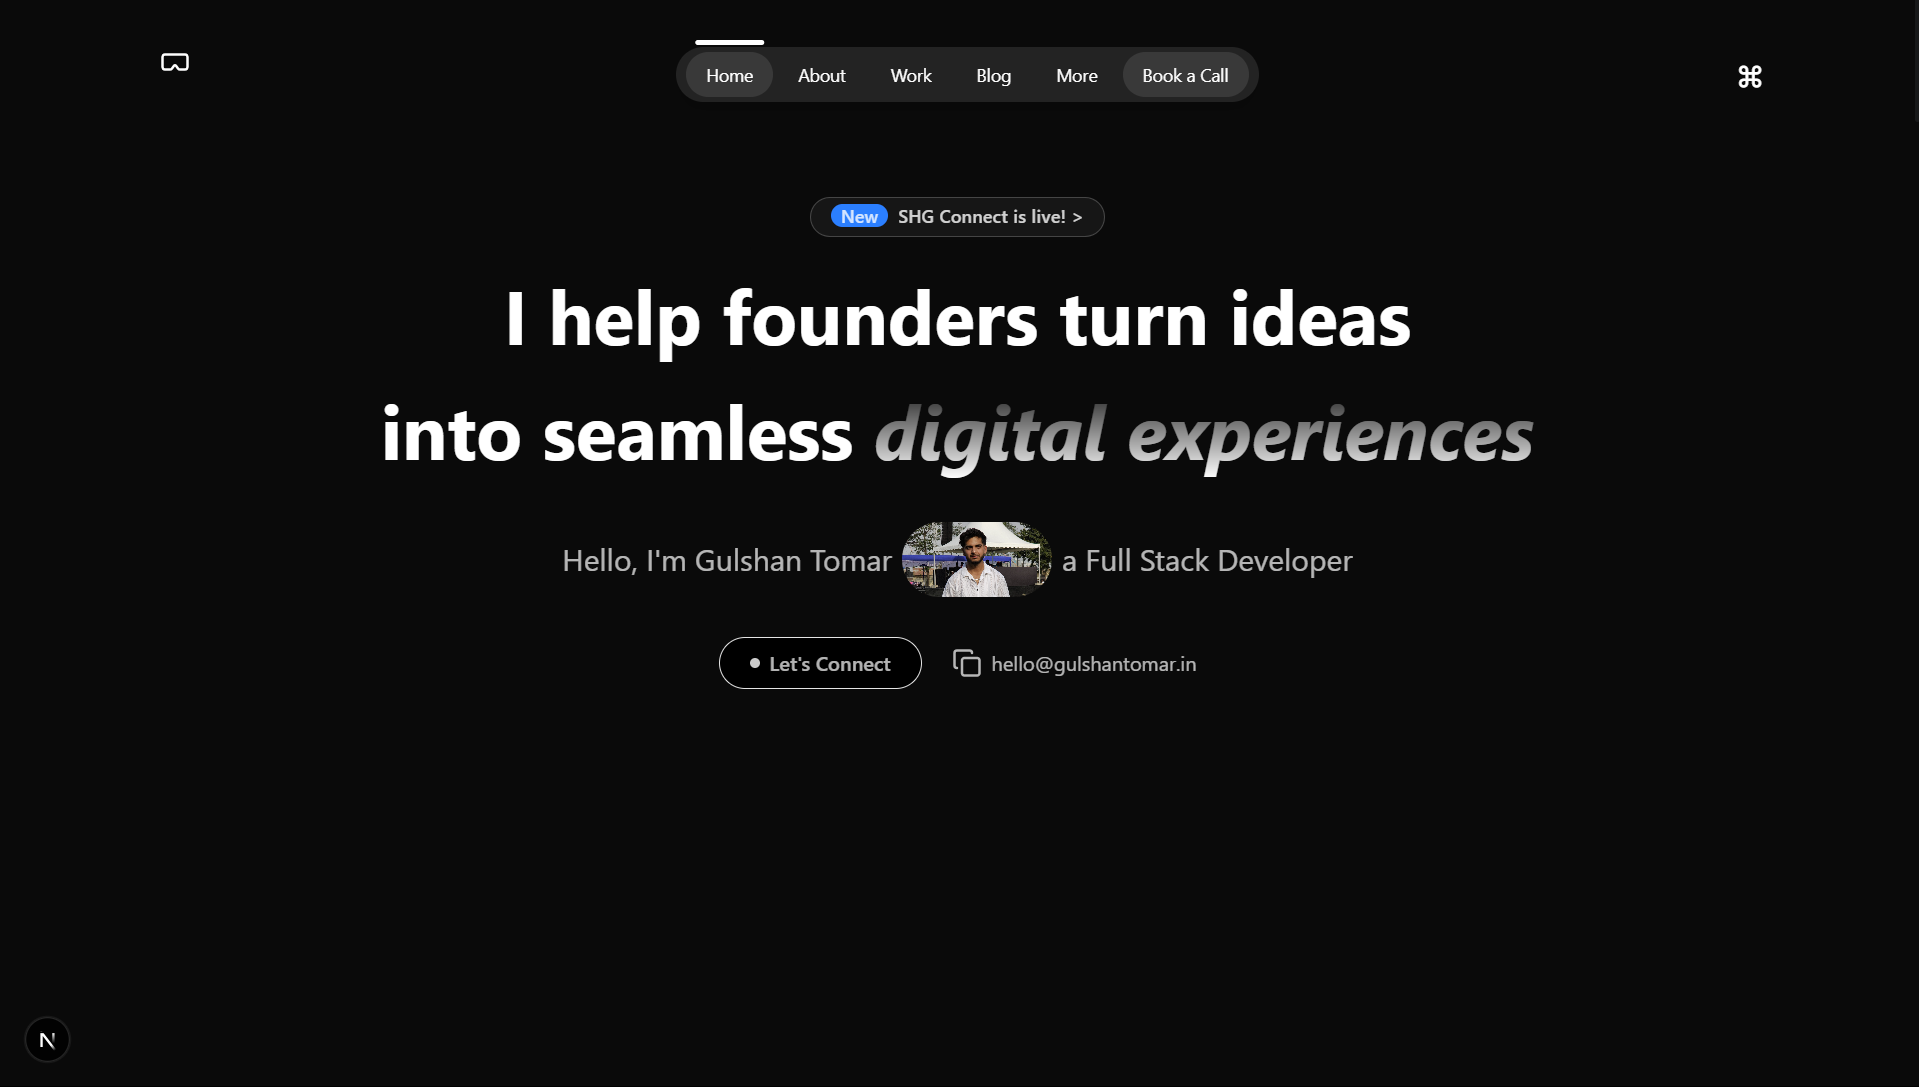 Home About Work Blog More Book a Call
⌘
New SHG Connect is live! >
I help founders turn ideas
into seamless digital experiences
Hello, I'm Gulshan Tomar a Full Stack Developer
Let's Connect hello@gulshantomar.in
N